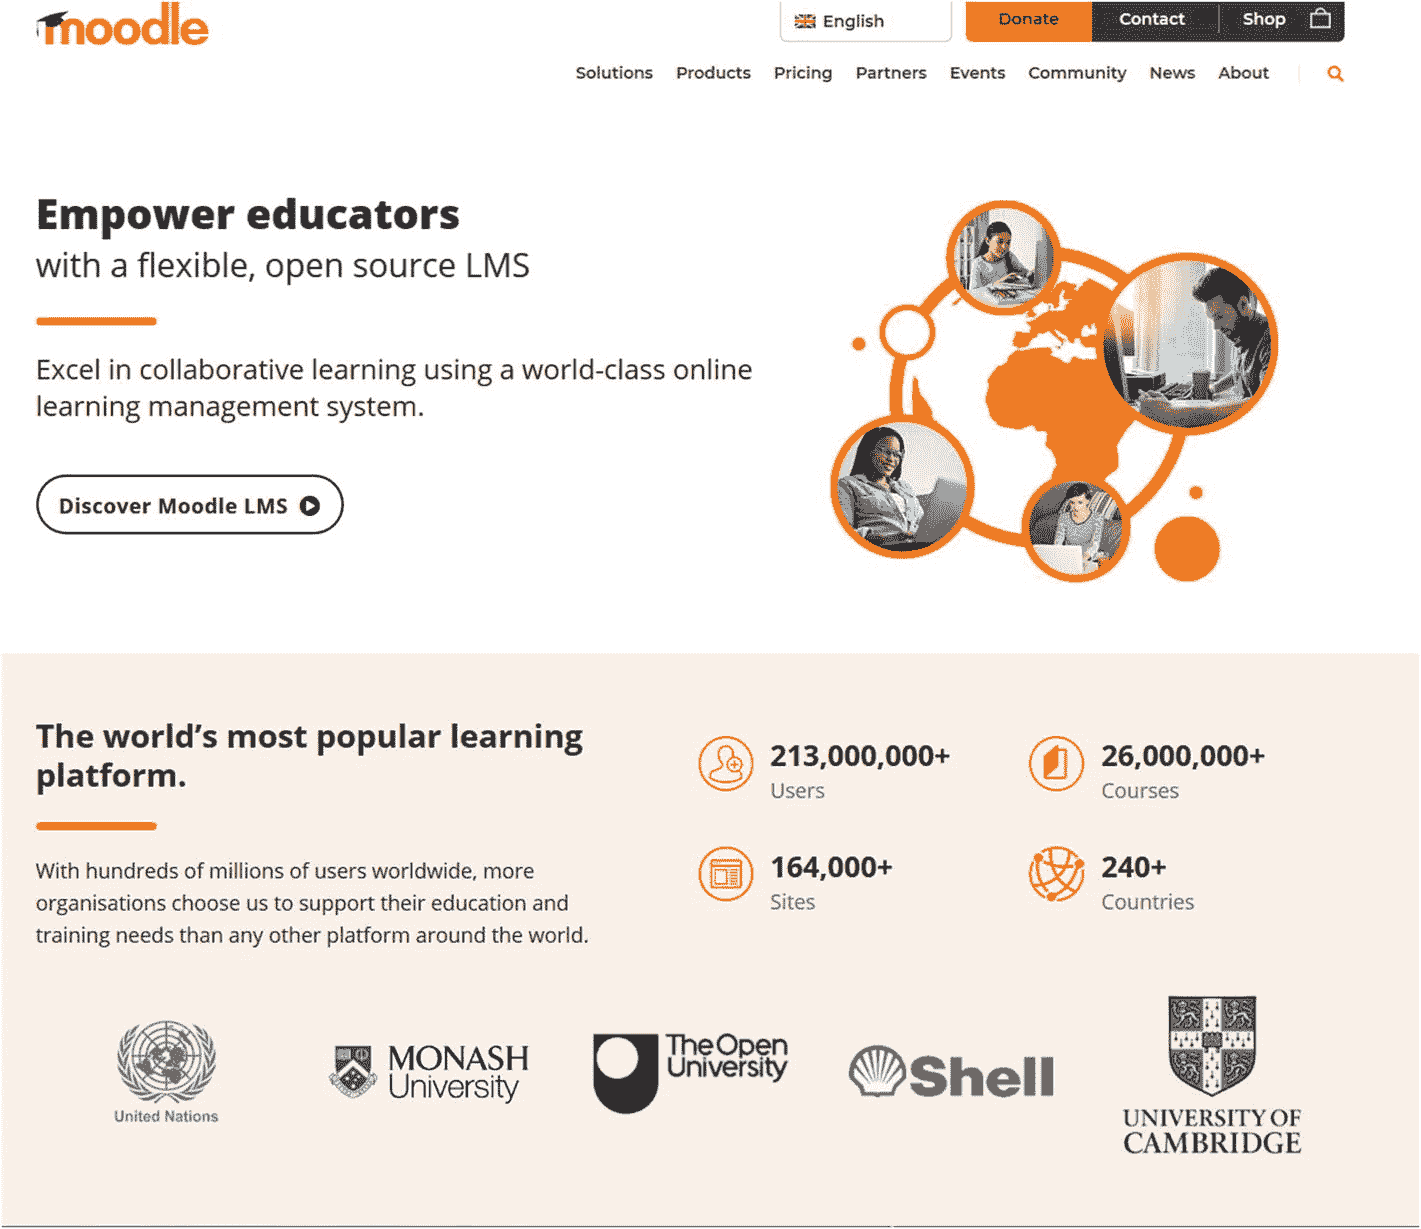 moodle
English
Donate
Contact
Shop
Solutions
Products
Pricing
Partners
Events
Community
News
About
Empower educators
with a flexible, open source LMS
Excel in collaborative learning using a world-class online
learning management system.
Discover Moodle LMS
The world’s most popular learning
platform.
With hundreds of millions of users worldwide, more
organisations choose us to support their education and
training needs than any other platform around the world.
213,000,000+
Users
26,000,000+
Courses
164,000+
Sites
240+
Countries
United Nations
MONASH
University
The Open
University
Shell
UNIVERSITY OF
CAMBRIDGE